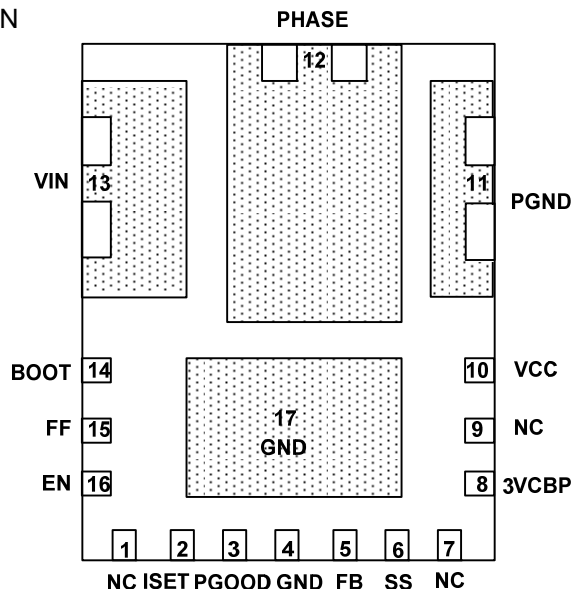 N
PHASE
12
VIN 13
11 PGND
BOOT 14
10 VCC
FF 15
9 NC
17
GND
EN 16
8 3VCBP
1 2 3 4 5 6 7
NC ISET PGOOD GND FB SS NC